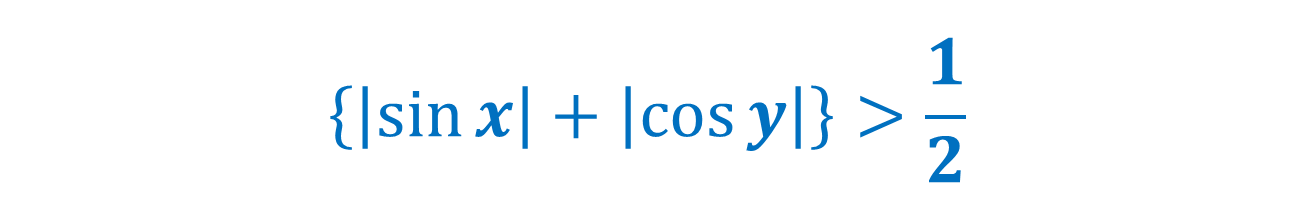 {|sin x| + |cos y|} > 1/2